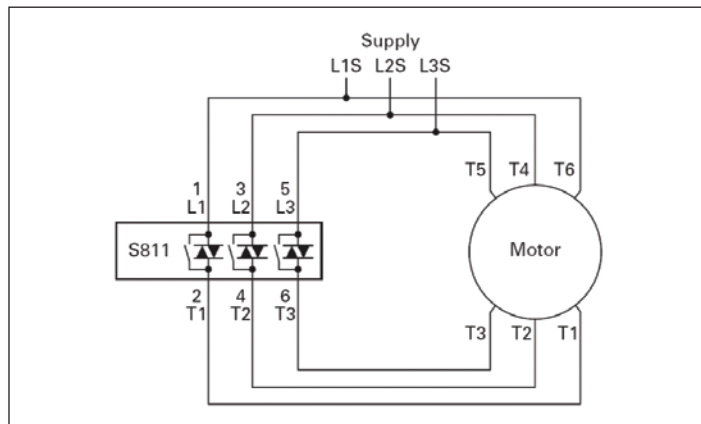 Supply
L1S L2S L3S
T5 T4 T6
1 3 5
L1 L2 L3
S811
Motor
2 4 6
T1 T2 T3
T3 T2 T1